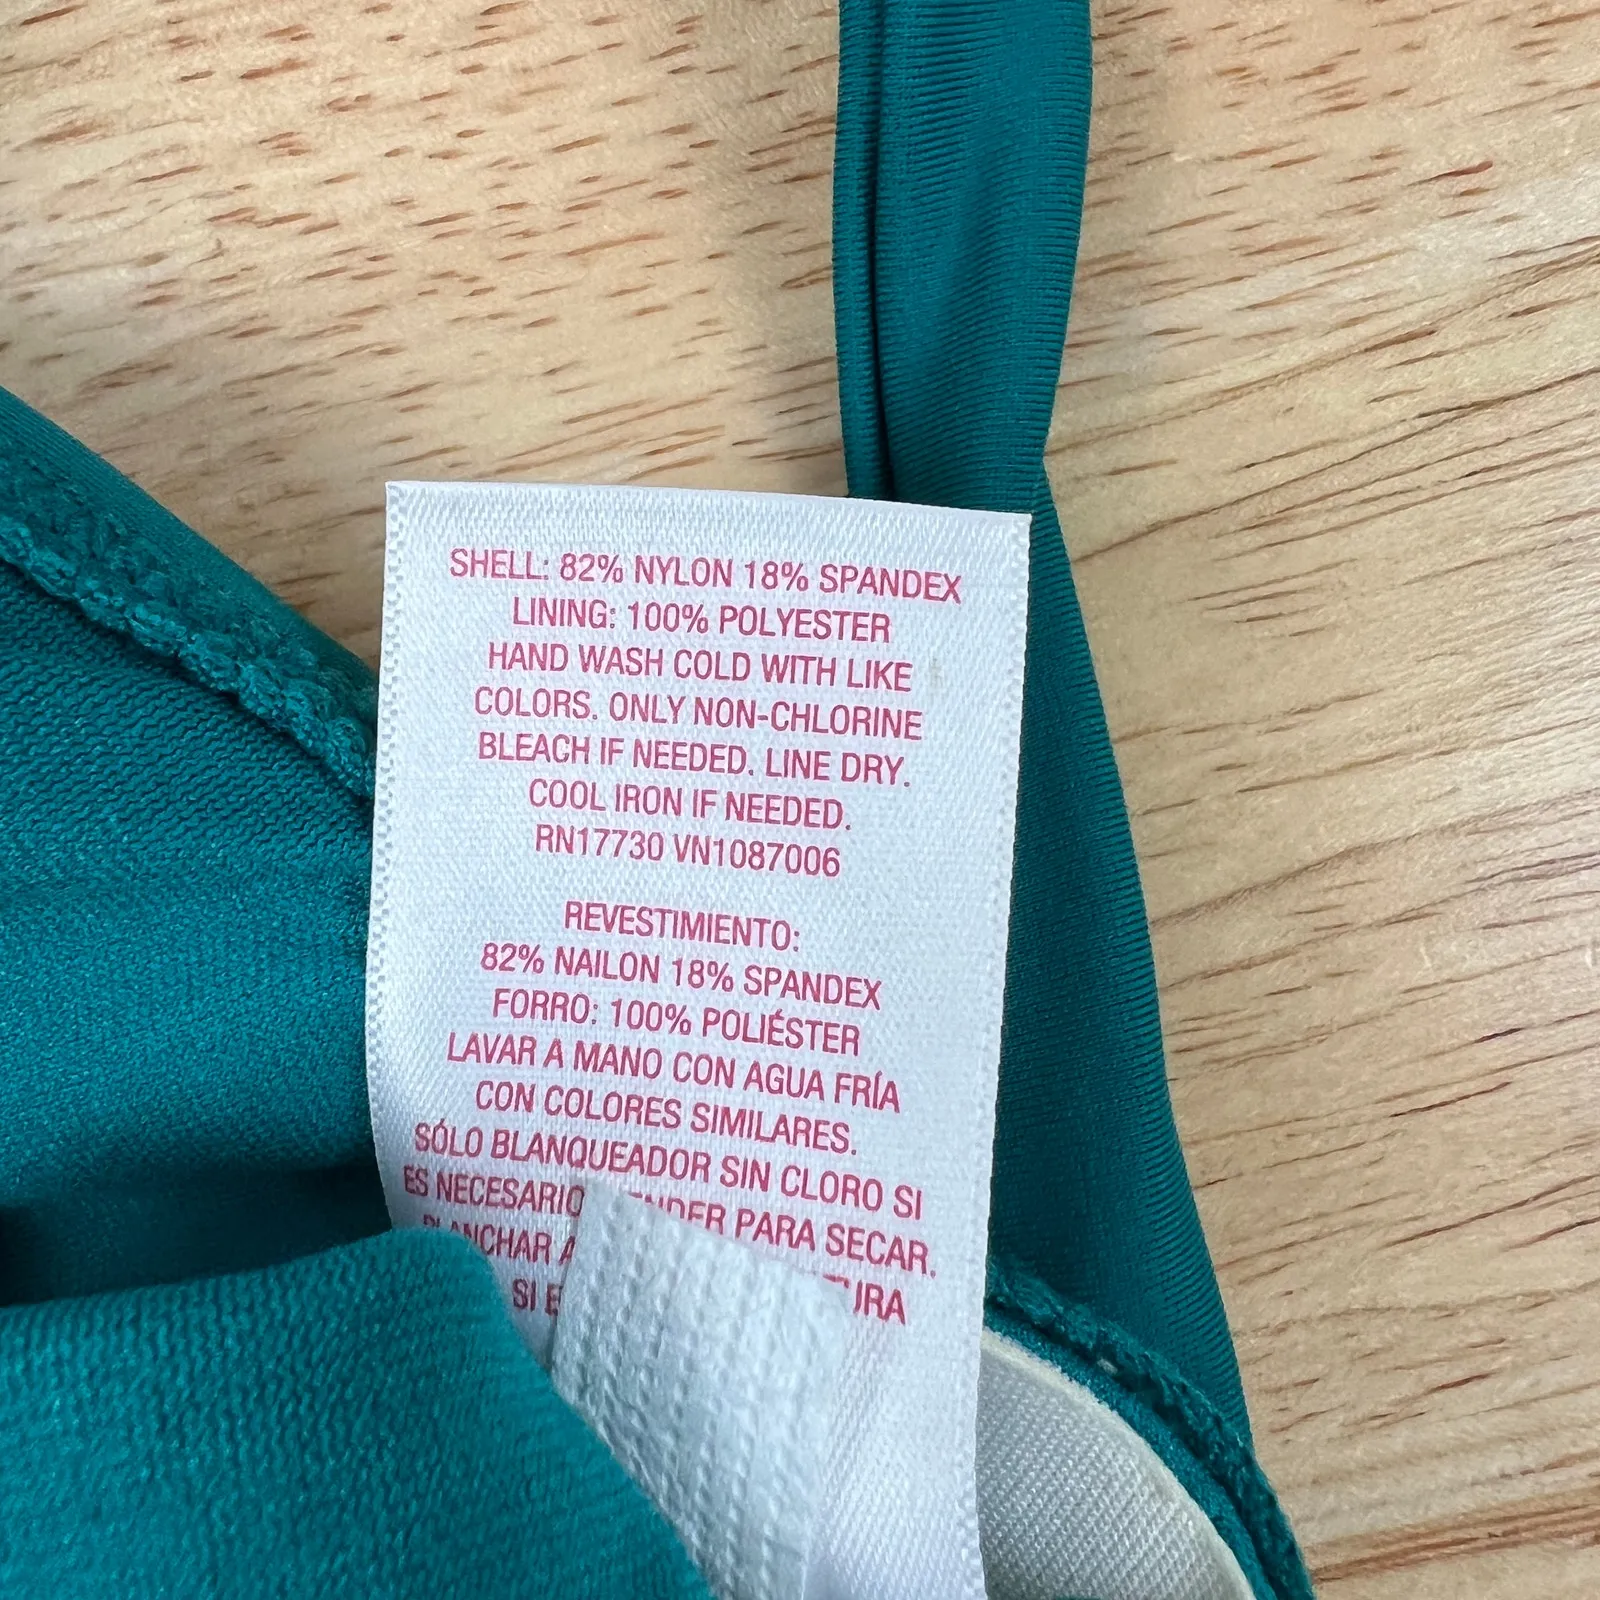 SHELL: 82% NYLON 18% SPANDEX
LINING: 100% POLYESTER
HAND WASH COLD WITH LIKE
COLORS. ONLY NON-CHLORINE
BLEACH IF NEEDED. LINE DRY.
COOL IRON IF NEEDED.
RN17730 VN1087006
REVESTIMIENTO:
82% NAILON 18% SPANDEX
FORRO: 100% POLIÉSTER
LAVAR A MANO CON AGUA FRÍA
CON COLORES SIMILARES.
SÓLO BLANQUEADOR SIN CLORO SI
ES NECESARIO PARA SECAR.
SI